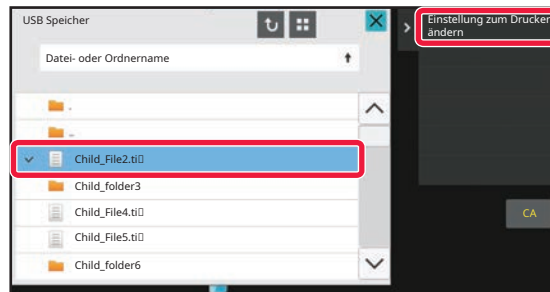 USB Speicher
Datei- oder Ordnername
.
..
Child_File2.ti▯
Child_folder3
Child_File4.ti▯
Child_File5.ti▯
Child_folder6
Einstellung zum Drucken
ändern
CA